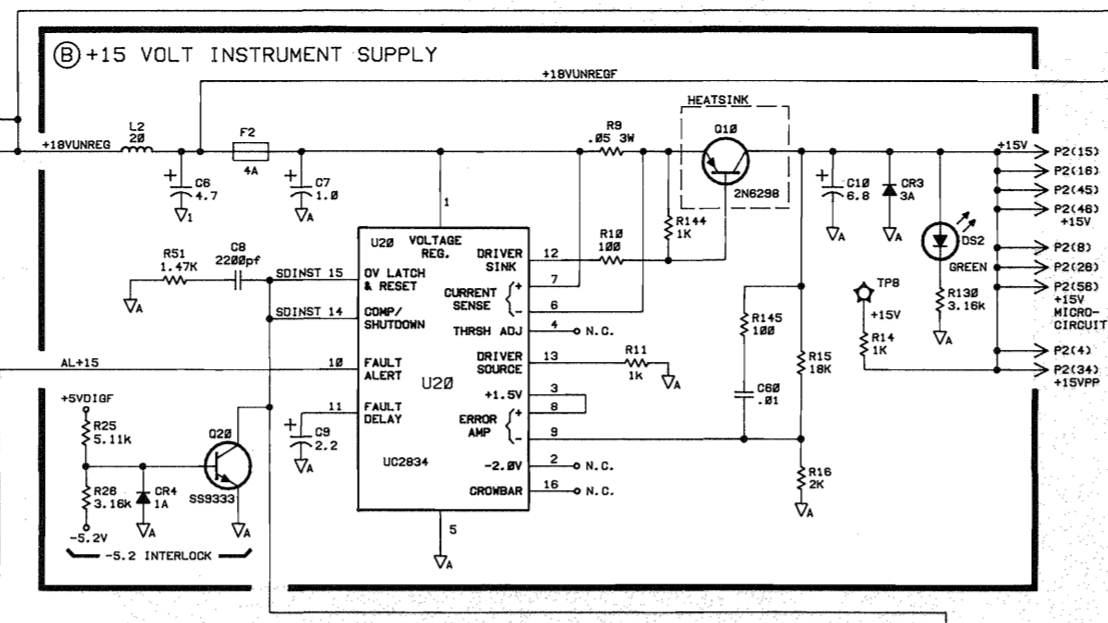 B +15 VOLT INSTRUMENT SUPPLY
+18VUNREGF
HEATSINK
+18VUNREG
L2
20
F2
4A
R9
.05 3W
Q10
2N6298
+15V
P2(15)
P2(16)
P2(45)
P2(46)
+15V
P2(8)
P2(26)
P2(56)
+15V
MICRO-
CIRCUIT
P2(4)
P2(34)
+15VPP
C6
4.7
1
C7
1.0
A
1
R144
1K
R10
100
C10
6.8
A
CR3
3A
A
DS2
GREEN
R130
3.16K
A
TP8
+15V
R14
1K
R51
1.47K
C8
2200pf
A
SDINST 15
SDINST 14
U20 VOLTAGE
REG.
DRIVER
SINK
12
OV LATCH
& RESET
CURRENT
SENSE
+
7
-
6
COMP/
SHUTDOWN
THRSH ADJ
4
N.C.
DRIVER
SOURCE
13
R11
1k
A
AL+15
10
FAULT
ALERT
U20
+1.5V
3
+
8
ERROR
AMP
-
9
11
FAULT
DELAY
UC2834
-2.0V
2
N.C.
CROWBAR
16
N.C.
5
A
C9
2.2
A
R145
100
C60
.01
R15
18K
R16
2K
A
+5VDIGF
R25
5.11k
R26
3.16k
-5.2V
CR4
1A
A
Q20
SS9333
A
-5.2 INTERLOCK